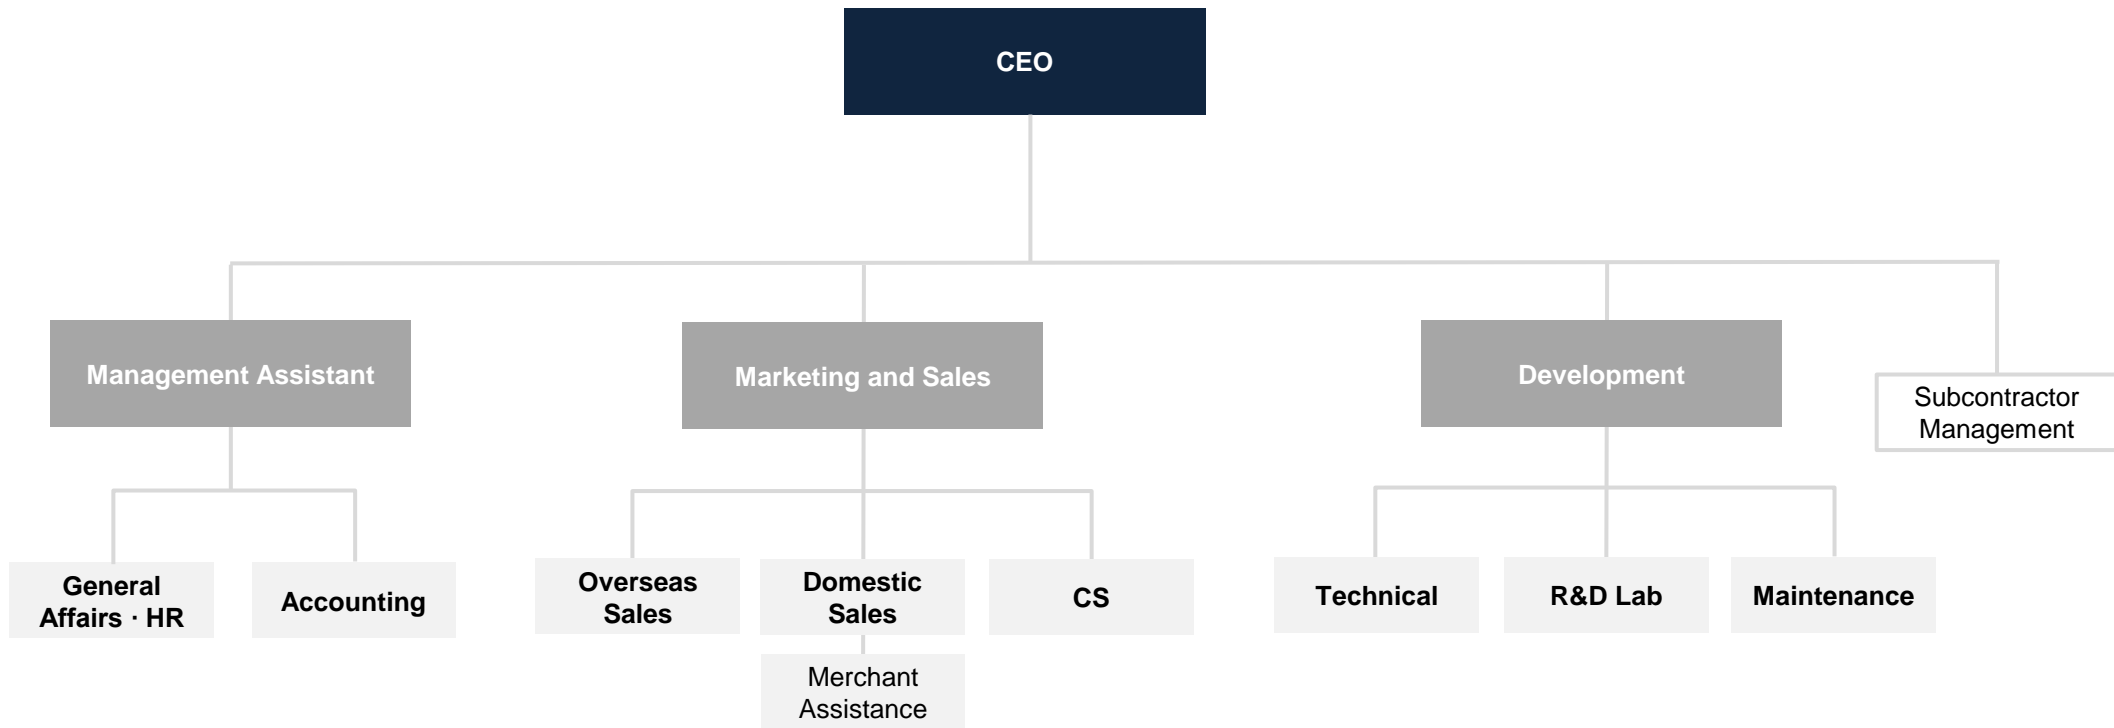 CEO
Management Assistant
Marketing and Sales
Development
Subcontractor
Management
General
Affairs · HR
Accounting
Overseas
Sales
Domestic
Sales
CS
Technical
R&D Lab
Maintenance
Merchant
Assistance